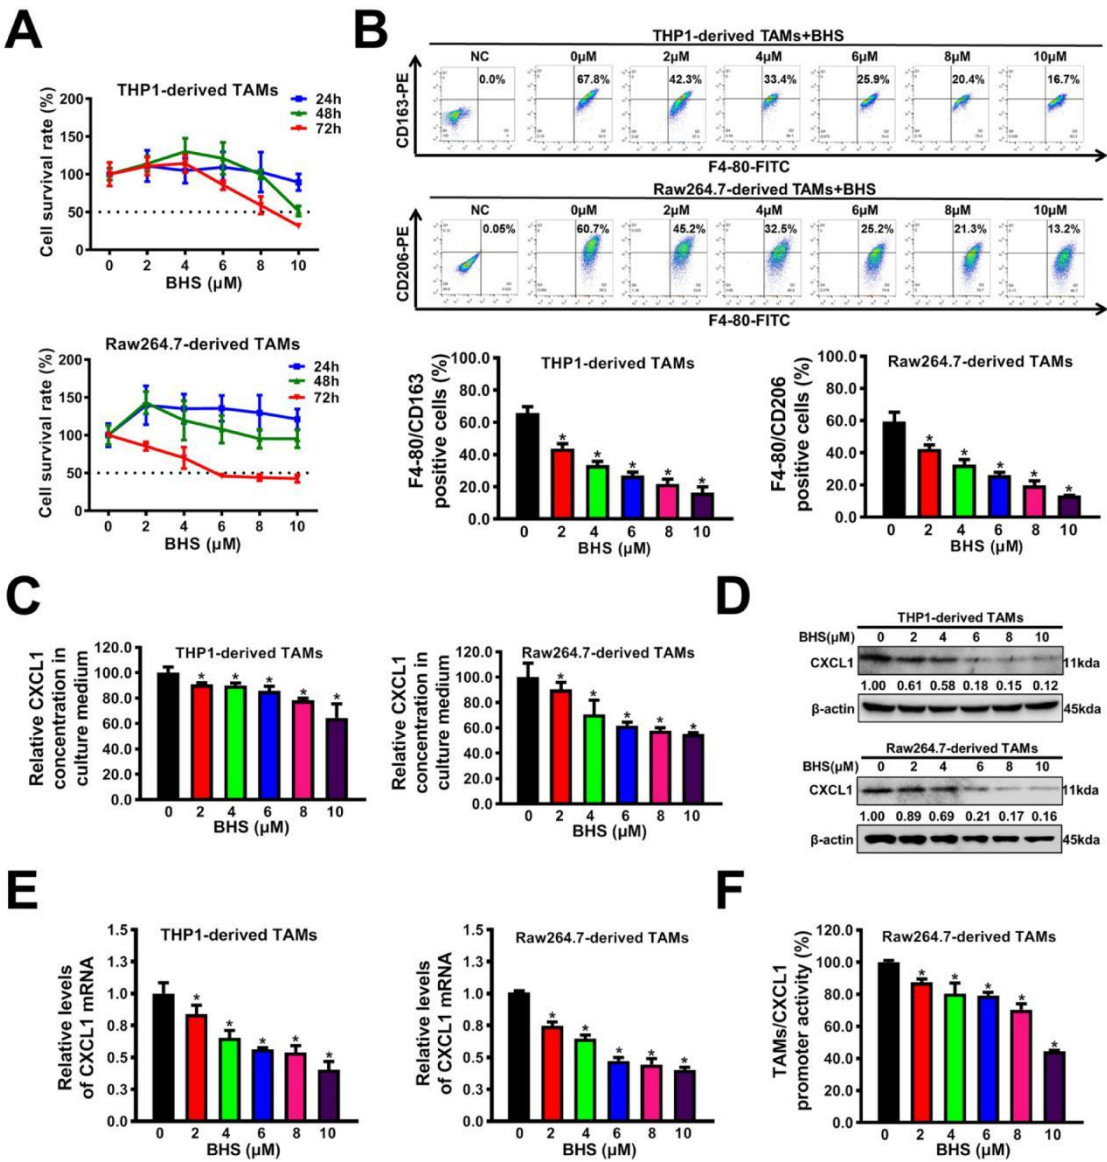 A
THP1-derived TAMs
24h
48h
72h
Cell survival rate (%)
200
150
100
50
0
0 2 4 6 8 10
BHS (μM)
Raw264.7-derived TAMs
24h
48h
72h
Cell survival rate (%)
200
150
100
50
0
0 2 4 6 8 10
BHS (μM)
B
THP1-derived TAMs+BHS
NC 0μM 2μM 4μM 6μM 8μM 10μM
0.0% 67.8% 42.3% 33.4% 25.9% 20.4% 16.7%
CD163-PE
F4-80-FITC
Raw264.7-derived TAMs+BHS
NC 0μM 2μM 4μM 6μM 8μM 10μM
0.05% 60.7% 45.2% 32.5% 25.2% 21.3% 13.2%
CD206-PE
F4-80-FITC
THP1-derived TAMs
F4-80/CD163
positive cells (%)
100.0
80.0
60.0
40.0
20.0
0.0
* * * * *
0 2 4 6 8 10
BHS (μM)
Raw264.7-derived TAMs
F4-80/CD206
positive cells (%)
100.0
80.0
60.0
40.0
20.0
0.0
* * * * *
0 2 4 6 8 10
BHS (μM)
C
THP1-derived TAMs
Relative CXCL1
concentration in
culture medium
120.0
100.0
80.0
60.0
40.0
20.0
0.0
* * * * *
0 2 4 6 8 10
BHS (μM)
Raw264.7-derived TAMs
Relative CXCL1
concentration in
culture medium
120.0
100.0
80.0
60.0
40.0
20.0
0.0
* * * * *
0 2 4 6 8 10
BHS (μM)
D
THP1-derived TAMs
BHS(μM) 0 2 4 6 8 10
CXCL1 11kda
1.00 0.61 0.58 0.18 0.15 0.12
β-actin 45kda
Raw264.7-derived TAMs
BHS(μM) 0 2 4 6 8 10
CXCL1 11kda
1.00 0.89 0.69 0.21 0.17 0.16
β-actin 45kda
E
THP1-derived TAMs
Relative levels
of CXCL1 mRNA
1.5
1.3
1.0
0.8
0.5
0.3
0.0
* * * * *
0 2 4 6 8 10
BHS (μM)
Raw264.7-derived TAMs
Relative levels
of CXCL1 mRNA
1.5
1.3
1.0
0.8
0.5
0.3
0.0
* * * * *
0 2 4 6 8 10
BHS (μM)
F
Raw264.7-derived TAMs
TAMs/CXCL1
promoter activity (%)
120.0
100.0
80.0
60.0
40.0
20.0
0.0
* * * * *
0 2 4 6 8 10
BHS (μM)